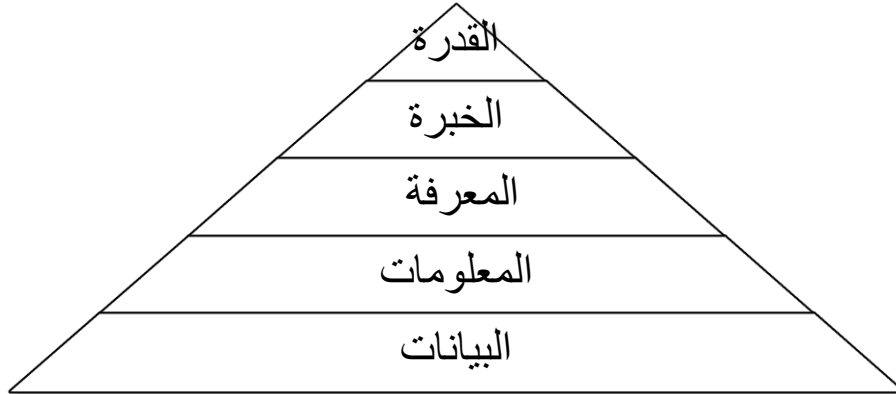 القدرة
الخبرة
المعرفة
المعلومات
البيانات